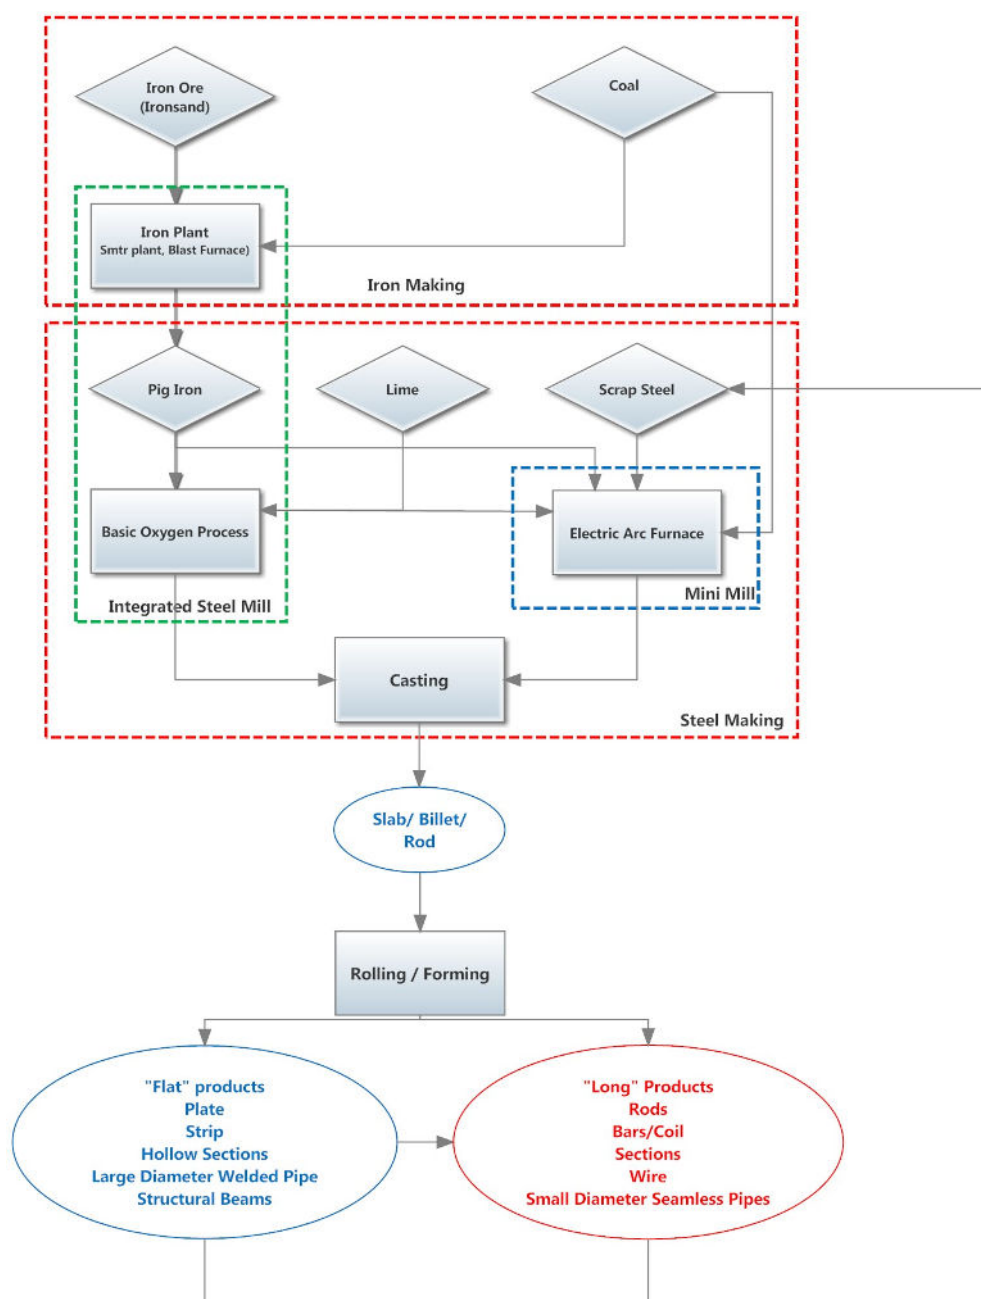 Iron Ore
(Ironsand)
Coal
Iron Plant
Smtr plant, Blast Furnace)
Iron Making
Pig Iron
Lime
Scrap Steel
Basic Oxygen Process
Electric Arc Furnace
Mini Mill
Integrated Steel Mill
Casting
Steel Making
Slab/ Billet/
Rod
Rolling / Forming
"Flat" products
Plate
Strip
Hollow Sections
Large Diameter Welded Pipe
Structural Beams
"Long" Products
Rods
Bars/Coil
Sections
Wire
Small Diameter Seamless Pipes